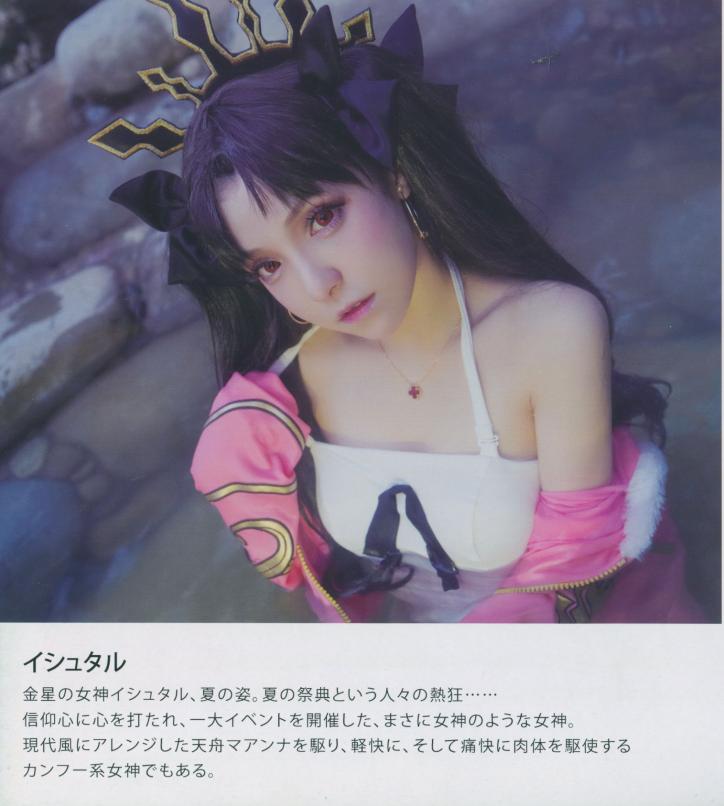 イシュタル
金星の女神イシュタル、夏の姿。夏の祭典という人々の熱狂……
信仰心に心を打たれ、一大イベントを開催した、まさに女神のような女神。
現代風にアレンジした天舟マアンナを駆り、軽快に、そして痛快に肉体を駆使する
カンフー系女神でもある。